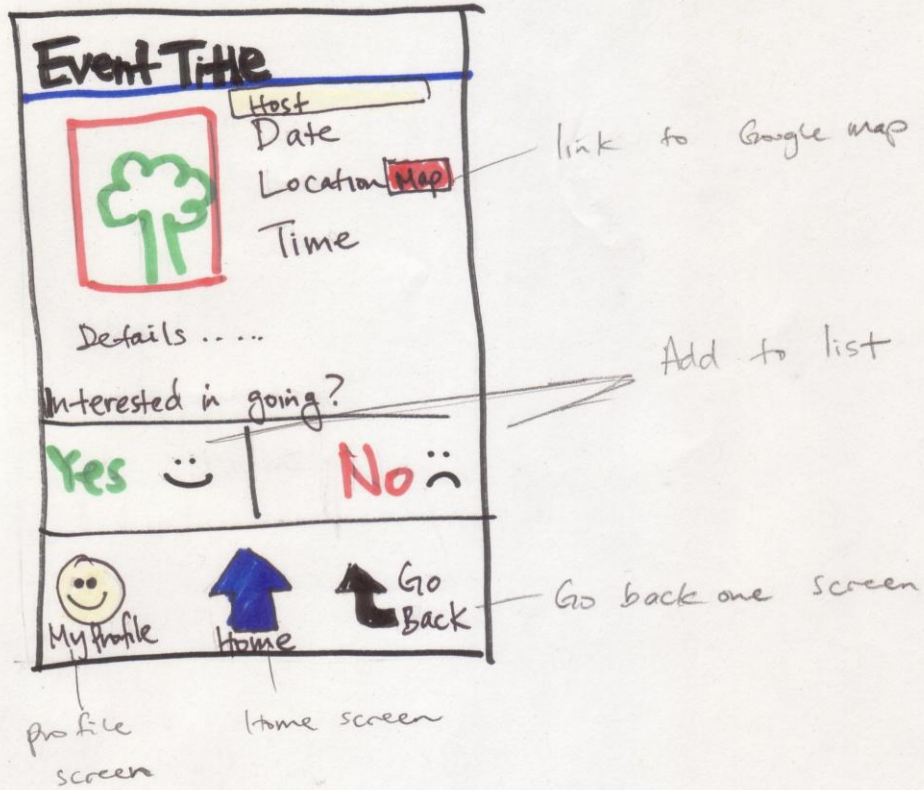 Event Title
Host
Date
Location Map
Time
link to Google map
Details .....
Add to list
Interested in going?
Yes
No
Go Back
Go back one screen
My Profile
Home
profile screen
Home screen